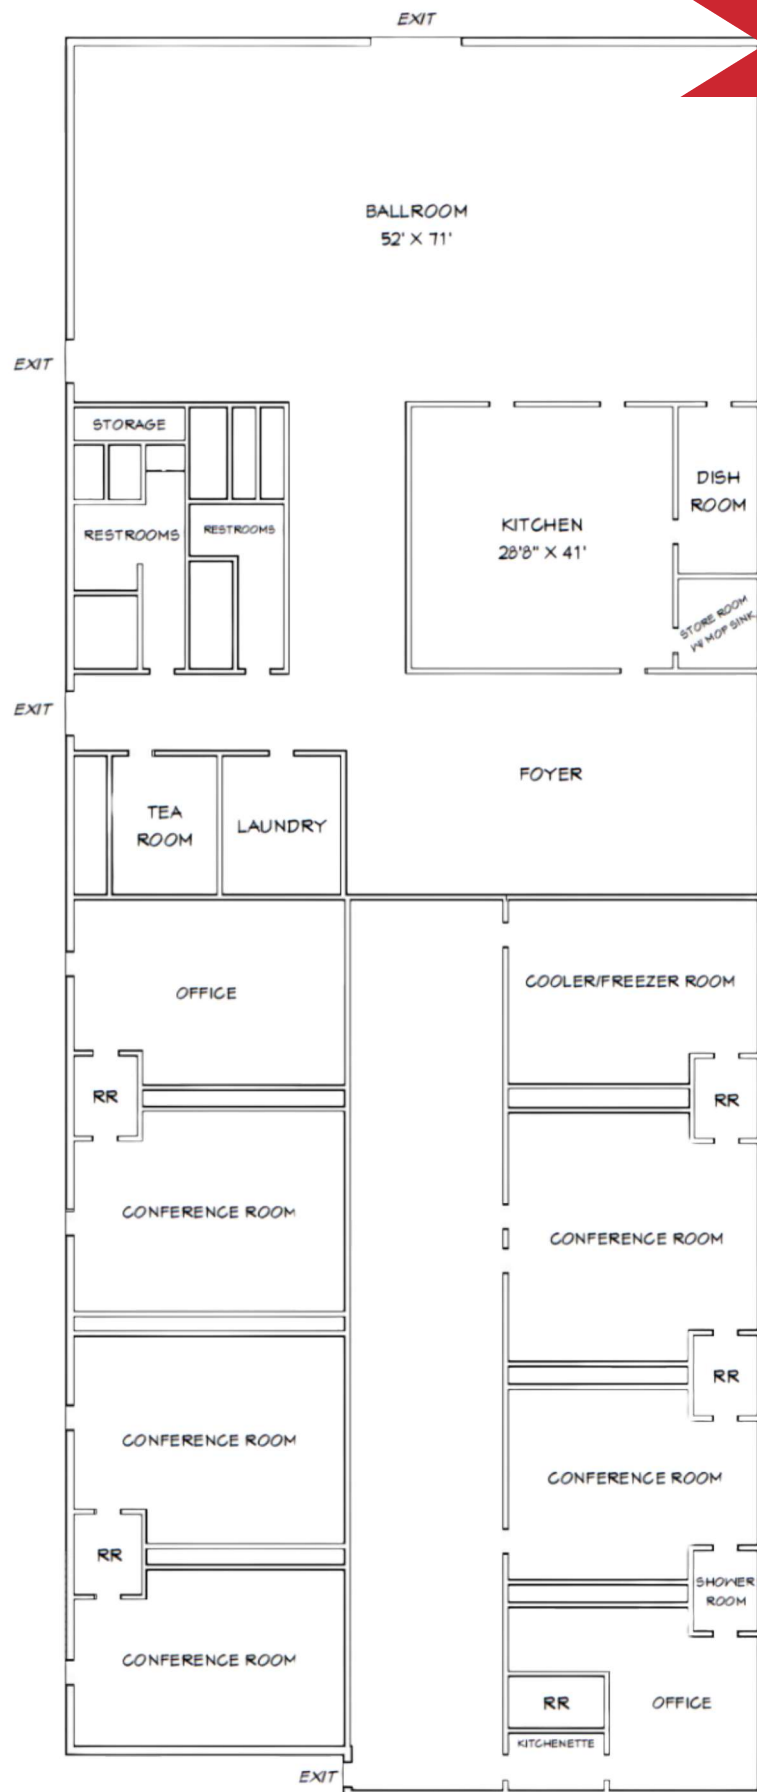 EXIT
BALLROOM
52' X 71'
EXIT
STORAGE
DISH
ROOM
KITCHEN
28'8" X 41'
RESTROOMS
RESTROOMS
STORE ROOM
W/ MOP SINK
EXIT
FOYER
TEA
ROOM
LAUNDRY
OFFICE
COOLER/FREEZER ROOM
RR
RR
CONFERENCE ROOM
CONFERENCE ROOM
RR
CONFERENCE ROOM
CONFERENCE ROOM
RR
SHOWER
ROOM
CONFERENCE ROOM
RR
OFFICE
KITCHENETTE
EXIT